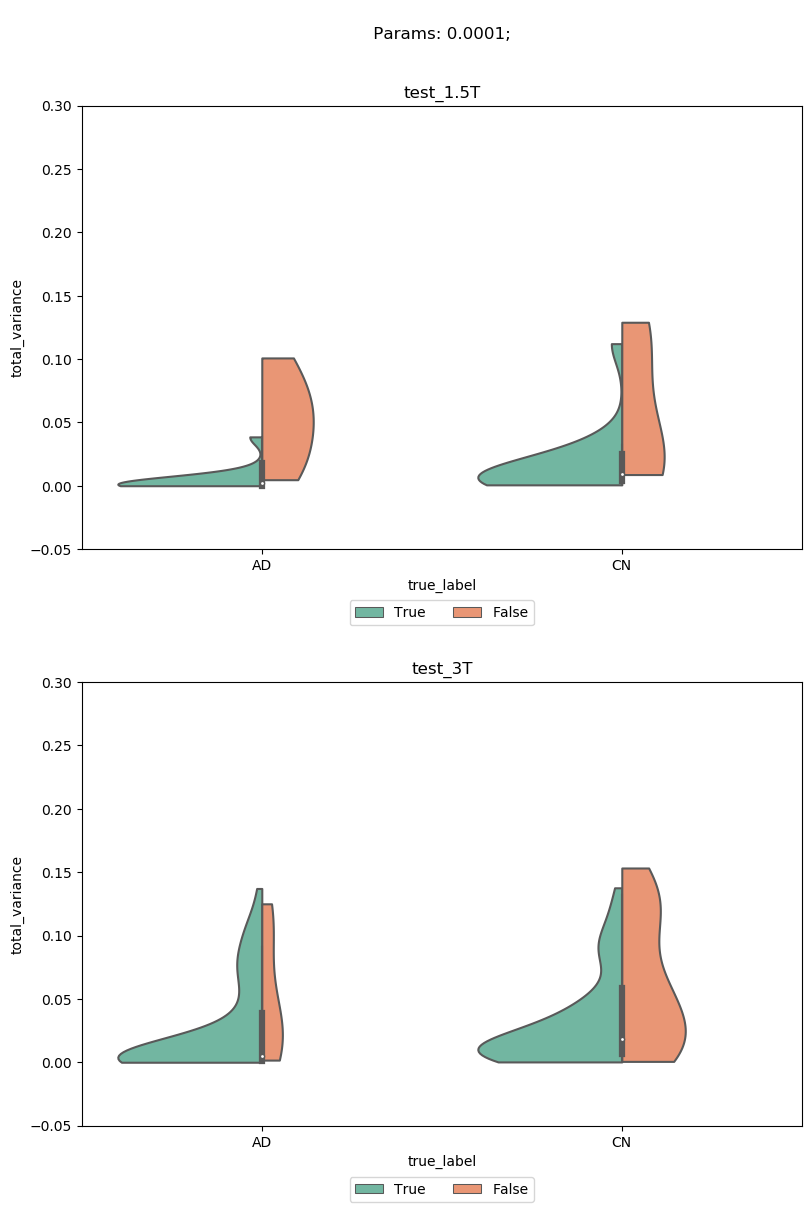 Params: 0.0001;
test_1.5T
0.30
0.25
0.20
0.15
0.10
0.05
0.00
−0.05
total_variance
AD CN
true_label
True False
test_3T
0.30
0.25
0.20
0.15
0.10
0.05
0.00
−0.05
total_variance
AD CN
true_label
True False